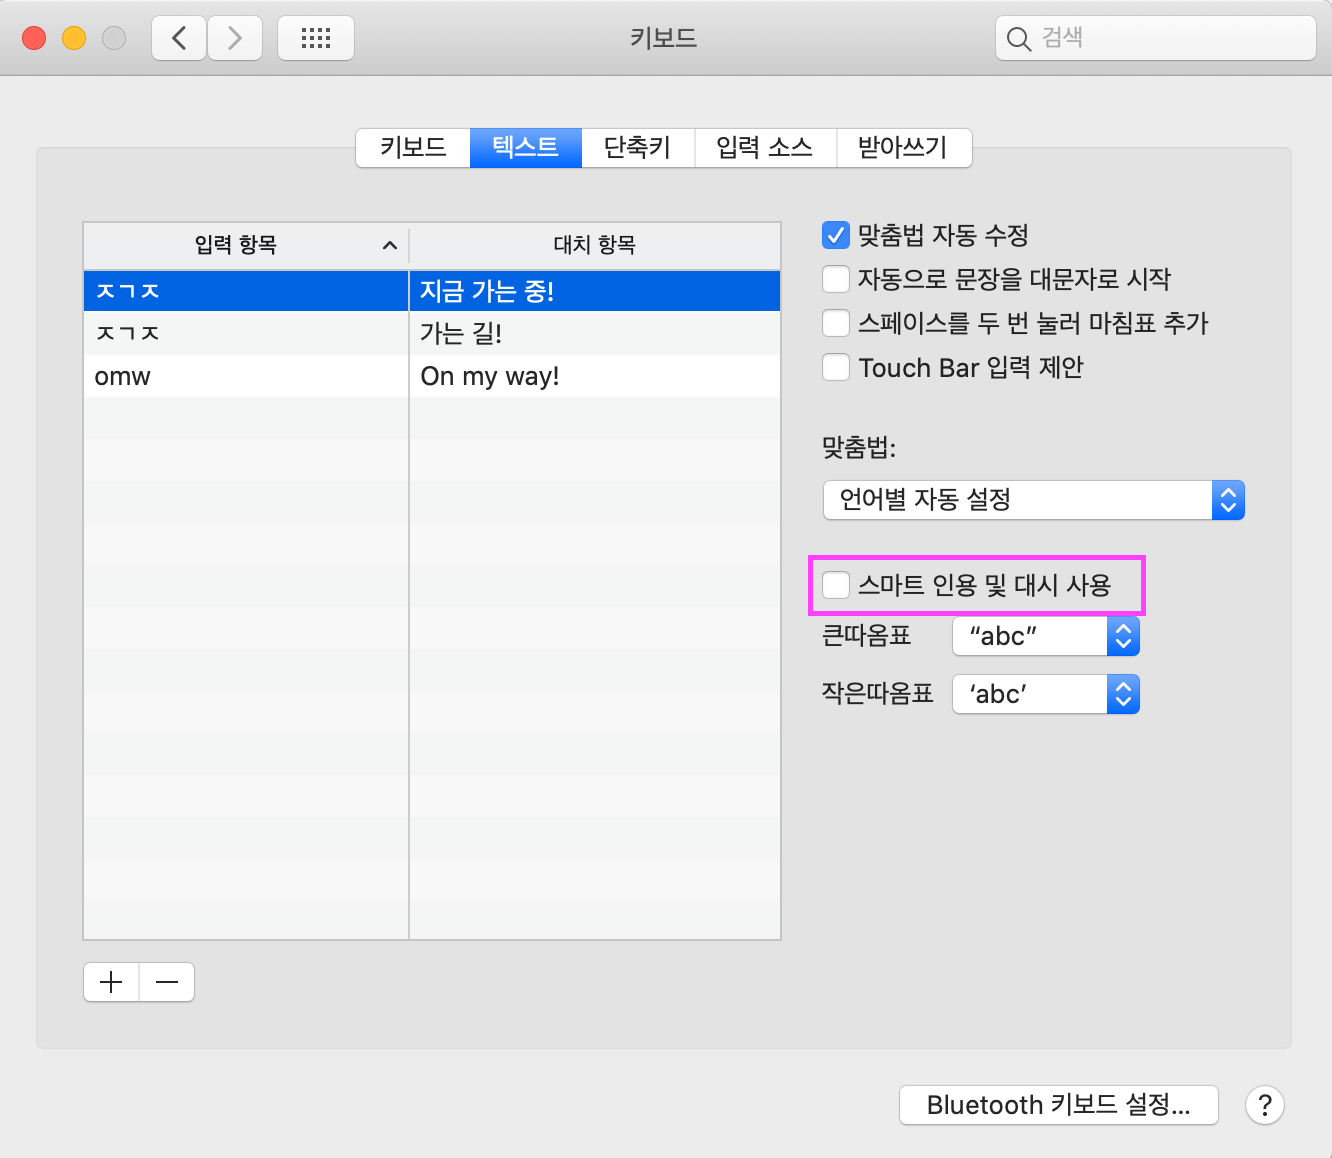 키보드
검색
키보드 텍스트 단축키 입력 소스 받아쓰기
입력 항목 대치 항목
ㅈㄱㅈ 지금 가는 중!
ㅈㄱㅈ 가는 길!
omw On my way!
맞춤법 자동 수정
자동으로 문장을 대문자로 시작
스페이스를 두 번 눌러 마침표 추가
Touch Bar 입력 제안
맞춤법:
언어별 자동 설정
스마트 인용 및 대시 사용
큰따옴표 “abc”
작은따옴표 ‘abc’
Bluetooth 키보드 설정... ?